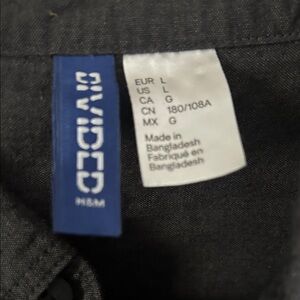 DIVIDED
H&M
EUR L
US L
CA G
CN 180/108A
MX G
Made in
Bangladesh
Fabriqué en
Bangladesh